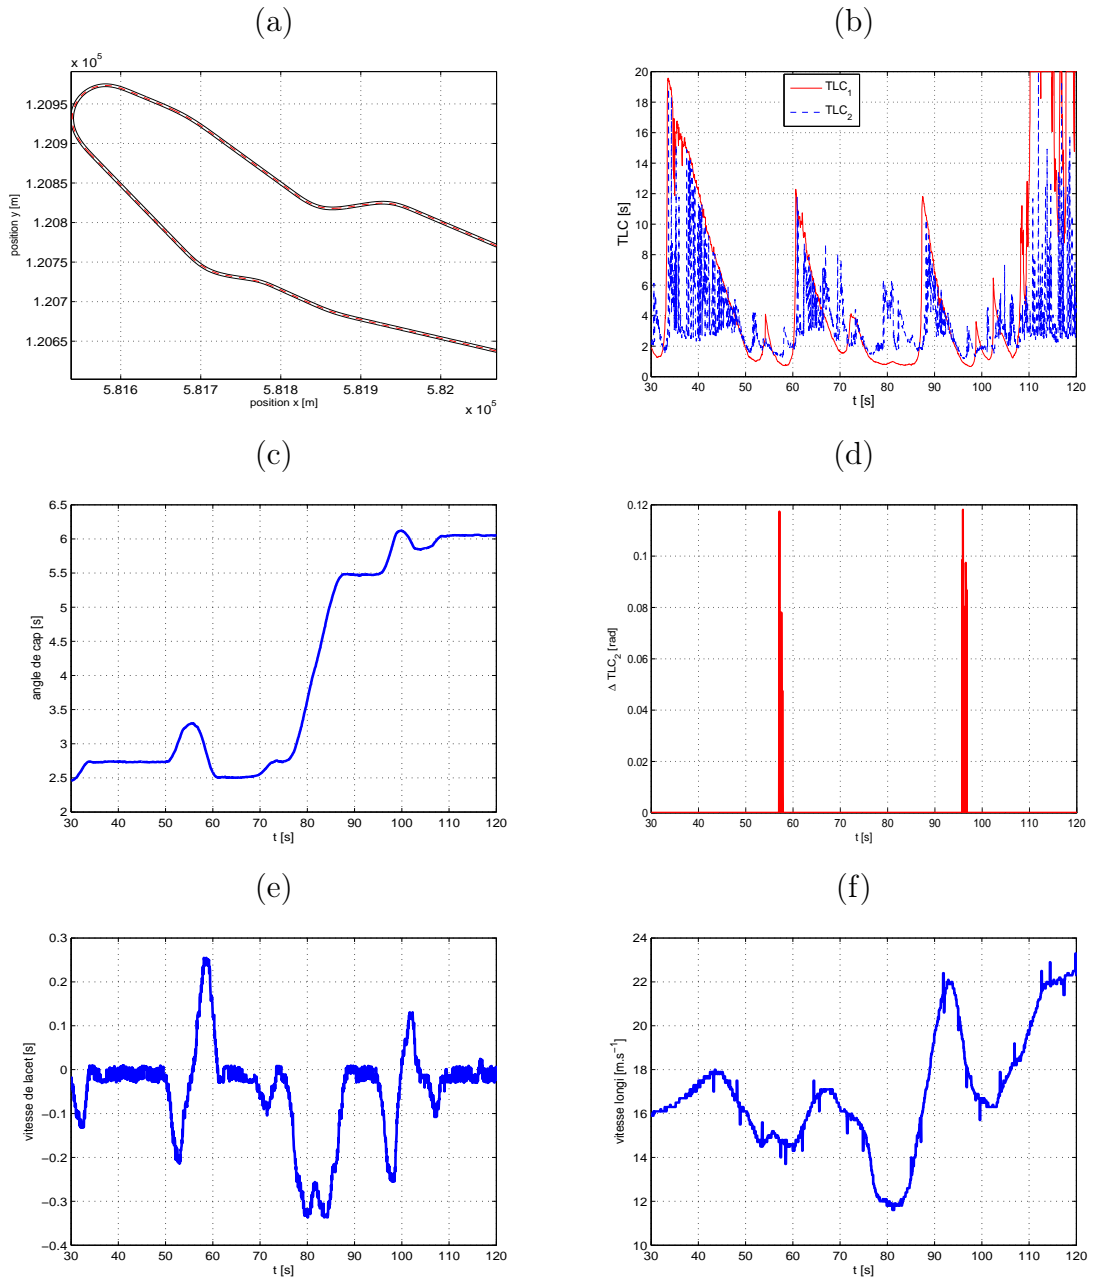 (a)
x 10⁵
1.2095
1.209
1.2085
1.208
1.2075
1.207
1.2065
position y [m]
5.816 5.817 5.818 5.819 5.82
position x [m]
x 10⁵
(b)
20
18
16
14
12
10
8
6
4
2
0
TLC [s]
TLC₁
TLC₂
30 40 50 60 70 80 90 100 110 120
t [s]
(c)
6.5
6
5.5
5
4.5
4
3.5
3
2.5
2
angle de cap [s]
30 40 50 60 70 80 90 100 110 120
t [s]
(d)
0.12
0.1
0.08
0.06
0.04
0.02
0
Δ TLC₂ [rad]
30 40 50 60 70 80 90 100 110 120
t [s]
(e)
0.3
0.2
0.1
0
−0.1
−0.2
−0.3
−0.4
vitesse de lacet [s]
30 40 50 60 70 80 90 100 110 120
t [s]
(f)
24
22
20
18
16
14
12
10
vitesse longi [m.s⁻¹]
30 40 50 60 70 80 90 100 110 120
t [s]